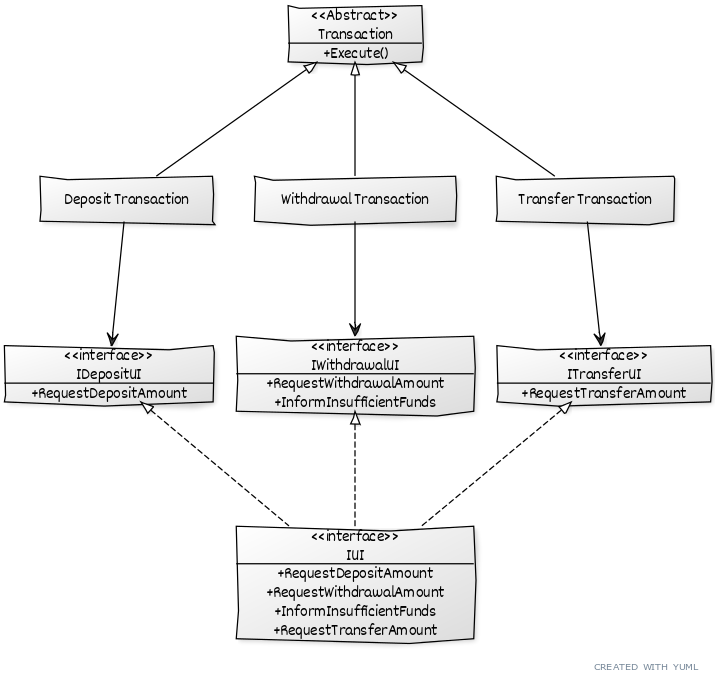 <<Abstract>>
Transaction
+Execute()
Deposit Transaction
Withdrawal Transaction
Transfer Transaction
<<interface>>
IDepositUI
+RequestDepositAmount
<<interface>>
IWithdrawalUI
+RequestWithdrawalAmount
+InformInsufficientFunds
<<interface>>
ITransferUI
+RequestTransferAmount
<<interface>>
IUI
+RequestDepositAmount
+RequestWithdrawalAmount
+InformInsufficientFunds
+RequestTransferAmount
CREATED WITH YUML